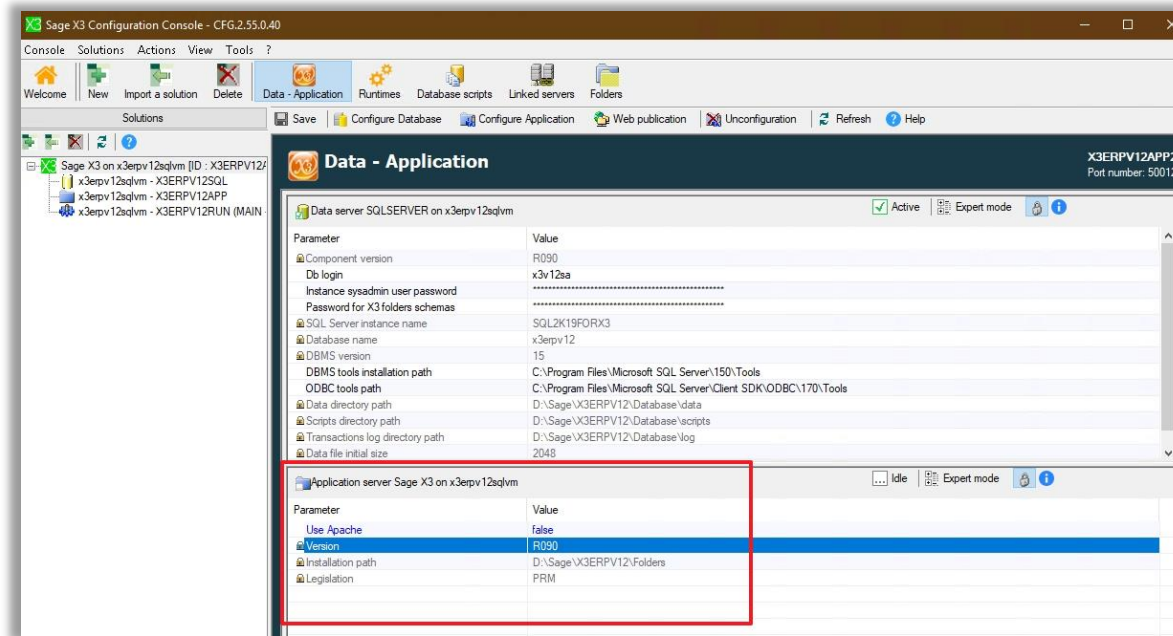 Sage X3 Configuration Console - CFG.2.55.0.40
Console Solutions Actions View Tools ?
Welcome New Import a solution Delete Data - Application Runtimes Database scripts Linked servers Folders
Solutions Save Configure Database Configure Application Web publication Unconfiguration Refresh Help
Sage X3 on x3erpv12sqlvm [ID : X3ERPV12A
x3erpv12sqlvm - X3ERPV12SQL
x3erpv12sqlvm - X3ERPV12APP
x3erpv12sqlvm - X3ERPV12RUN (MAIN -
Data - Application
X3ERPV12APP2
Port number: 50012
Data server SQLSERVER on x3erpv12sqlvm Active Expert mode
Parameter Value
Component version R090
Db login x3v12sa
Instance sysadmin user password **************************************************
Password for X3 folders schemas **************************************************
SQL Server instance name SQL2K19FORX3
Database name x3erpv12
DBMS version 15
DBMS tools installation path C:\Program Files\Microsoft SQL Server\150\Tools
ODBC tools path C:\Program Files\Microsoft SQL Server\Client SDK\ODBC\170\Tools
Data directory path D:\Sage\X3ERPV12\Database\data
Scripts directory path D:\Sage\X3ERPV12\Database\scripts
Transactions log directory path D:\Sage\X3ERPV12\Database\log
Data file initial size 2048
Application server Sage X3 on x3erpv12sqlvm ... Idle Expert mode
Parameter Value
Use Apache false
Version R090
Installation path D:\Sage\X3ERPV12\Folders
Legislation PRM